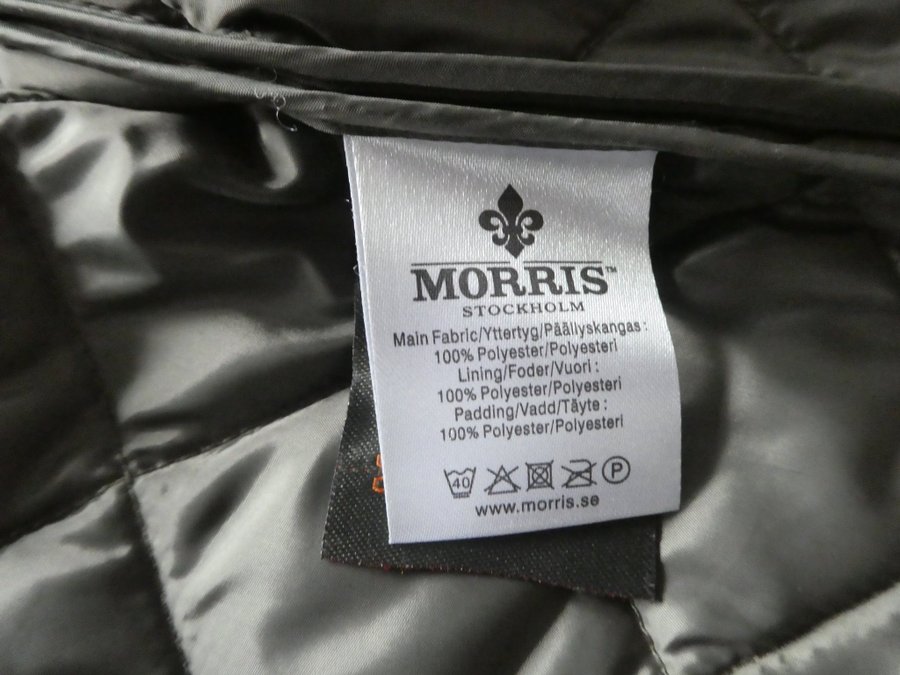 MORRIS™
STOCKHOLM
Main Fabric/Yttertyg/Päällyskangas :
100% Polyester/Polyesteri
Lining/Foder/Vuori :
100% Polyester/Polyesteri
Padding/Vadd/Täyte :
100% Polyester/Polyesteri
40 P
www.morris.se